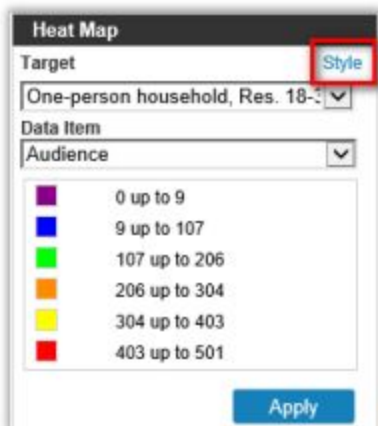 Heat Map
Target Style
One-person household, Res. 18-
Data Item
Audience
0 up to 9
9 up to 107
107 up to 206
206 up to 304
304 up to 403
403 up to 501
Apply